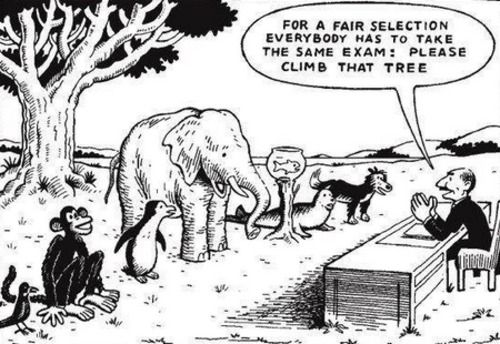 FOR A FAIR SELECTION
EVERYBODY HAS TO TAKE
THE SAME EXAM: PLEASE
CLIMB THAT TREE